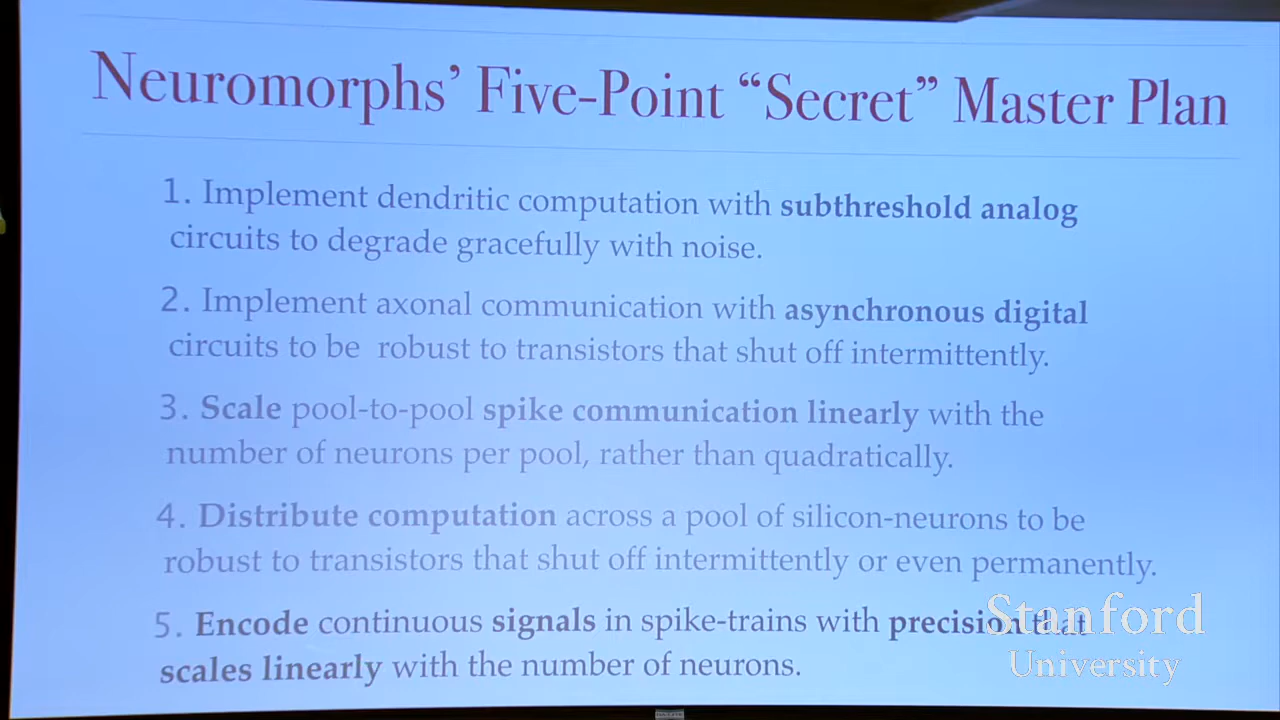 Neuromorphs’ Five-Point “Secret” Master Plan
1. Implement dendritic computation with subthreshold analog
circuits to degrade gracefully with noise.
2. Implement axonal communication with asynchronous digital
circuits to be robust to transistors that shut off intermittently.
3. Scale pool-to-pool spike communication linearly with the
number of neurons per pool, rather than quadratically.
4. Distribute computation across a pool of silicon-neurons to be
robust to transistors that shut off intermittently or even permanently.
5. Encode continuous signals in spike-trains with precision that
scales linearly with the number of neurons.
Stanford
University